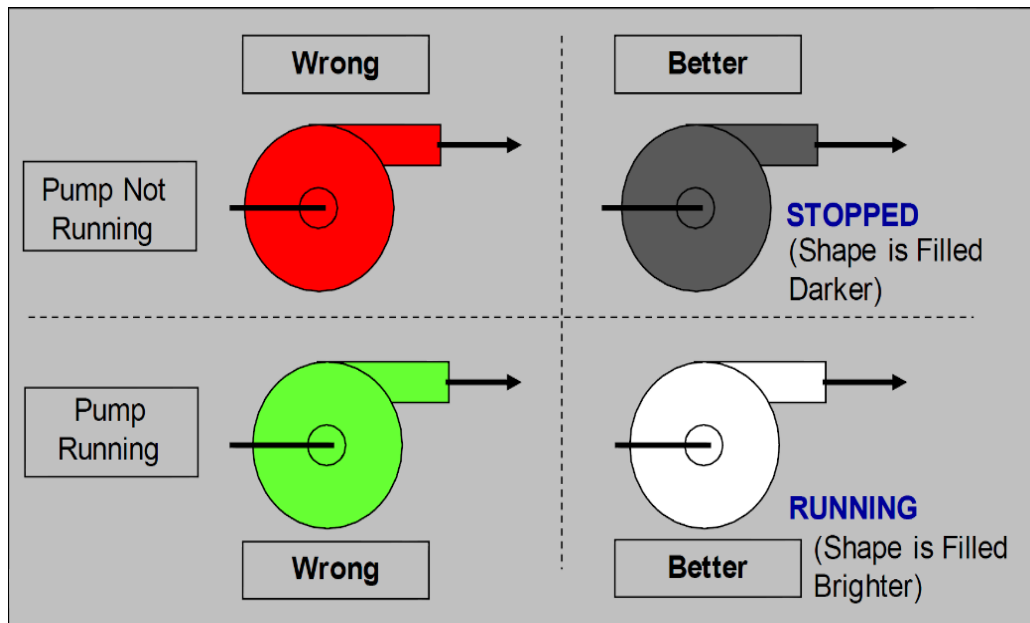 Wrong
Better
Pump Not
Running
STOPPED
(Shape is Filled
Darker)
Pump
Running
RUNNING
(Shape is Filled
Brighter)
Wrong
Better